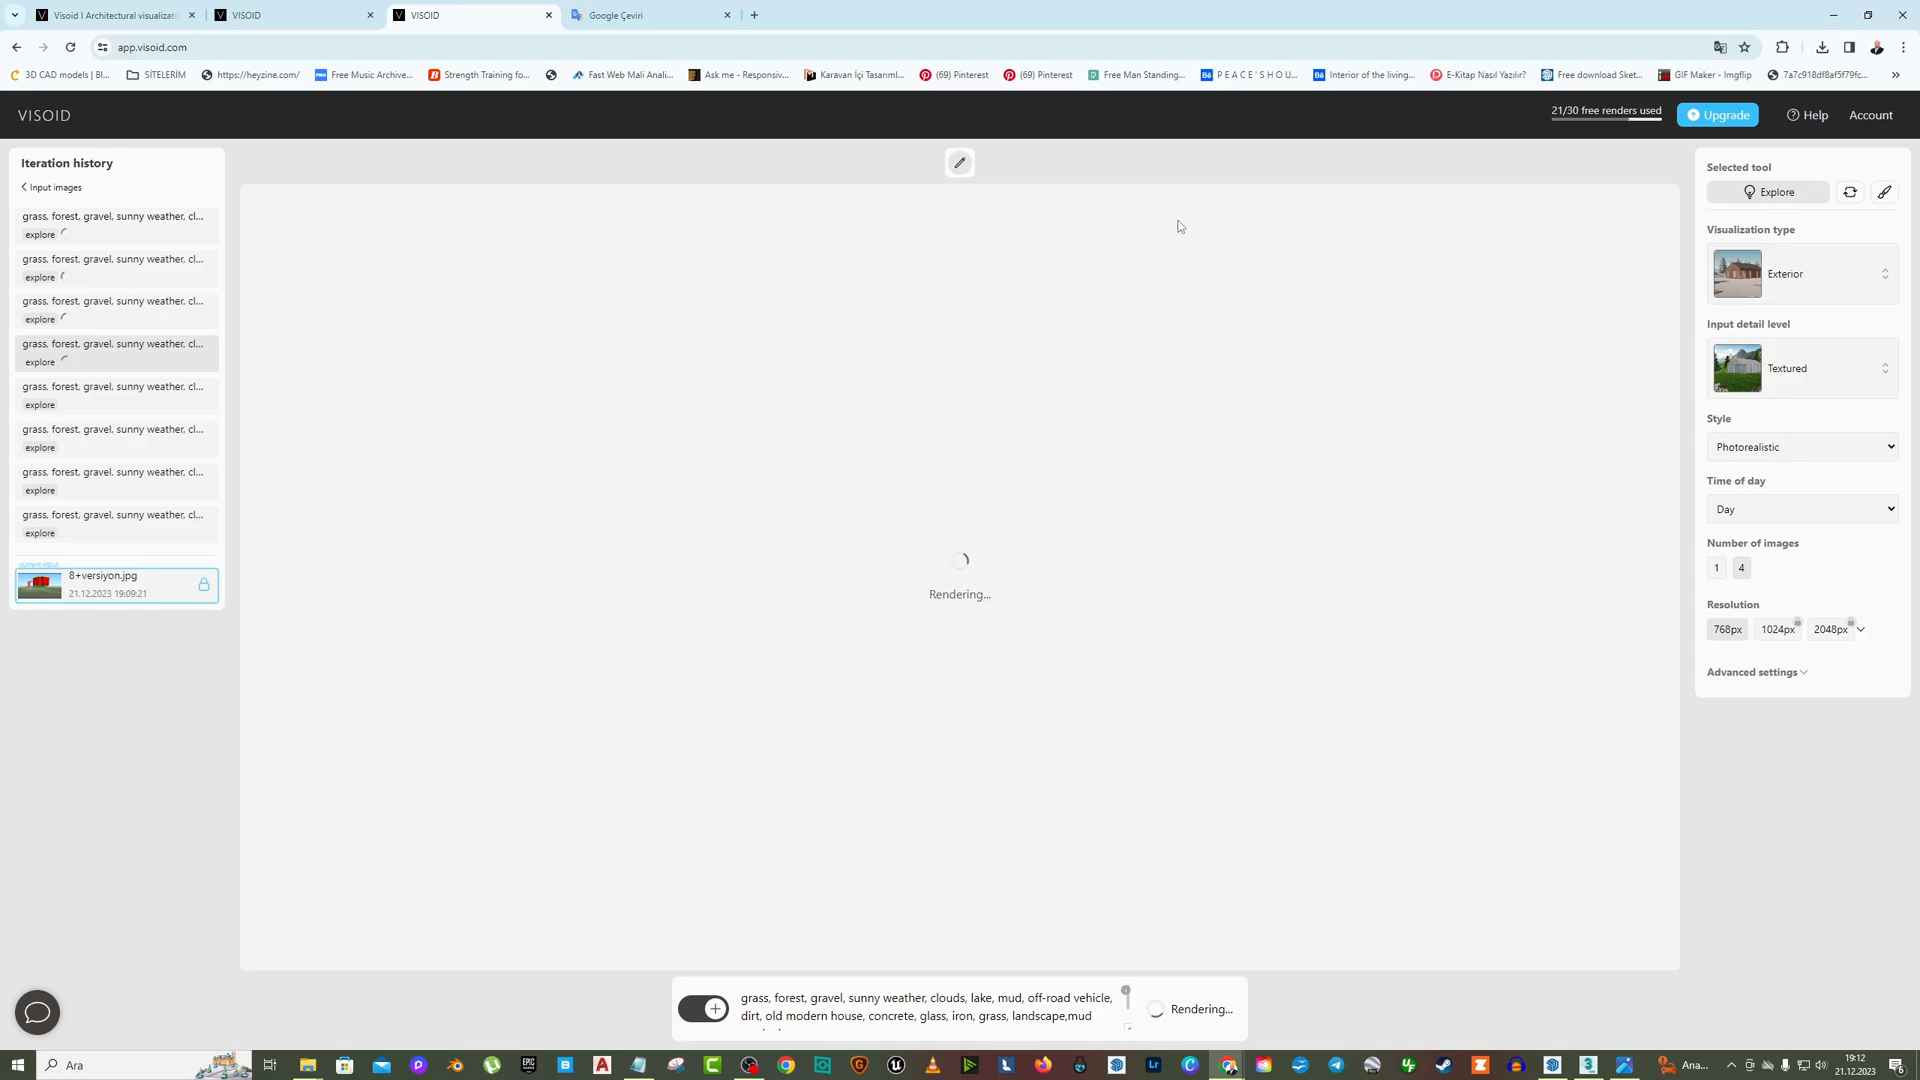 Visoid I Architectural visualizati
VISOID
VISOID
Google Çeviri
app.visoid.com
3D CAD models | Bl...
SİTELERİM
https://heyzine.com/
Free Music Archive...
Strength Training fo...
Fast Web Mali Anali...
Ask me - Responsiv...
Karavan İçi Tasarıml...
(69) Pinterest
(69) Pinterest
Free Man Standing...
P E A C E ' S H O U...
Interior of the living...
E-Kitap Nasıl Yazılır?
Free download Sket...
GIF Maker - Imgflip
7a7c918df8af5f79fc...
VISOID
21/30 free renders used
Upgrade
Help
Account
Iteration history
Input images
grass, forest, gravel, sunny weather, cl...
explore
grass, forest, gravel, sunny weather, cl...
explore
grass, forest, gravel, sunny weather, cl...
explore
grass, forest, gravel, sunny weather, cl...
explore
grass, forest, gravel, sunny weather, cl...
explore
grass, forest, gravel, sunny weather, cl...
explore
grass, forest, gravel, sunny weather, cl...
explore
grass, forest, gravel, sunny weather, cl...
explore
current input
8+versiyon.jpg
21.12.2023 19:09:21
Rendering...
Selected tool
Explore
Visualization type
Exterior
Input detail level
Textured
Style
Photorealistic
Time of day
Day
Number of images
1
4
Resolution
768px
1024px
2048px
Advanced settings
grass, forest, gravel, sunny weather, clouds, lake, mud, off-road vehicle,
dirt, old modern house, concrete, glass, iron, grass, landscape,mud
Rendering...
Ara
Ana...
19:12
21.12.2023